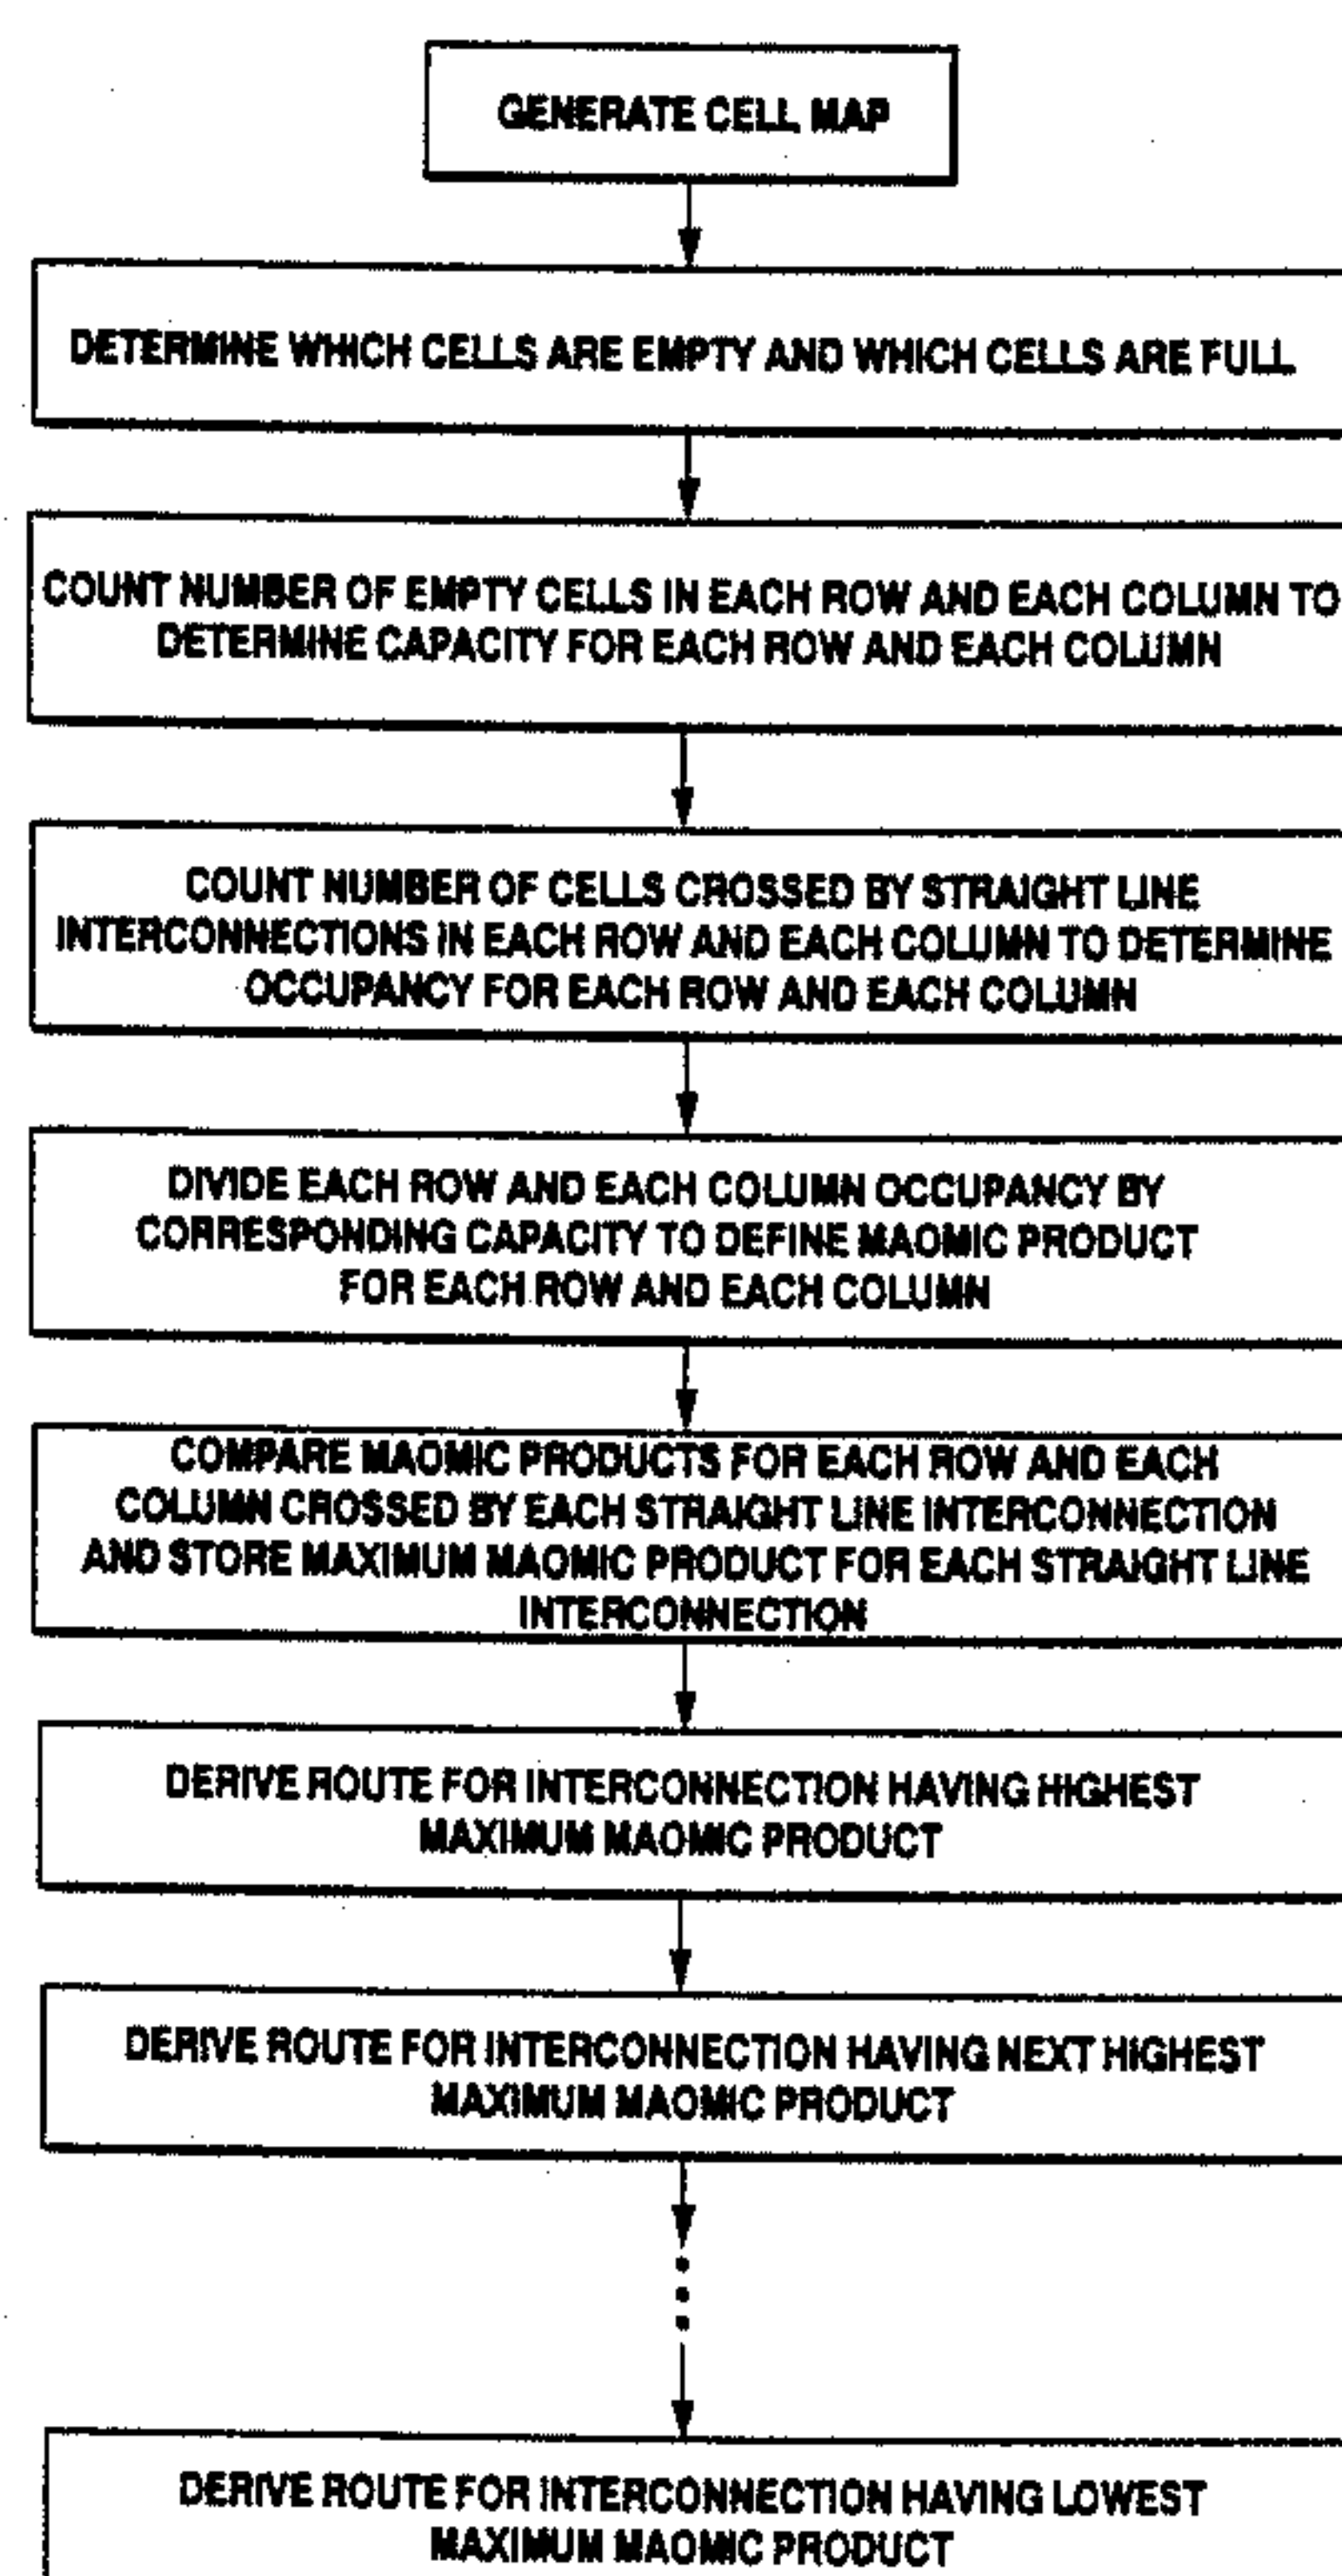 GENERATE CELL MAP
DETERMINE WHICH CELLS ARE EMPTY AND WHICH CELLS ARE FULL
COUNT NUMBER OF EMPTY CELLS IN EACH ROW AND EACH COLUMN TO
DETERMINE CAPACITY FOR EACH ROW AND EACH COLUMN
COUNT NUMBER OF CELLS CROSSED BY STRAIGHT LINE
INTERCONNECTIONS IN EACH ROW AND EACH COLUMN TO DETERMINE
OCCUPANCY FOR EACH ROW AND EACH COLUMN
DIVIDE EACH ROW AND EACH COLUMN OCCUPANCY BY
CORRESPONDING CAPACITY TO DEFINE MAOMIC PRODUCT
FOR EACH ROW AND EACH COLUMN
COMPARE MAOMIC PRODUCTS FOR EACH ROW AND EACH
COLUMN CROSSED BY EACH STRAIGHT LINE INTERCONNECTION
AND STORE MAXIMUM MAOMIC PRODUCT FOR EACH STRAIGHT LINE
INTERCONNECTION
DERIVE ROUTE FOR INTERCONNECTION HAVING HIGHEST
MAXIMUM MAOMIC PRODUCT
DERIVE ROUTE FOR INTERCONNECTION HAVING NEXT HIGHEST
MAXIMUM MAOMIC PRODUCT
DERIVE ROUTE FOR INTERCONNECTION HAVING LOWEST
MAXIMUM MAOMIC PRODUCT